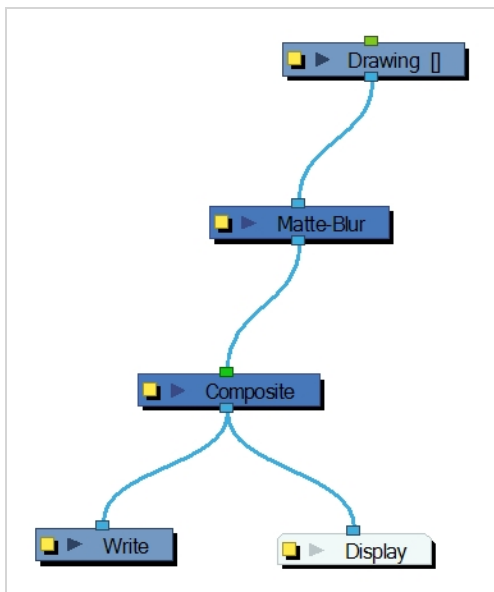 Drawing []
Matte-Blur
Composite
Write
Display